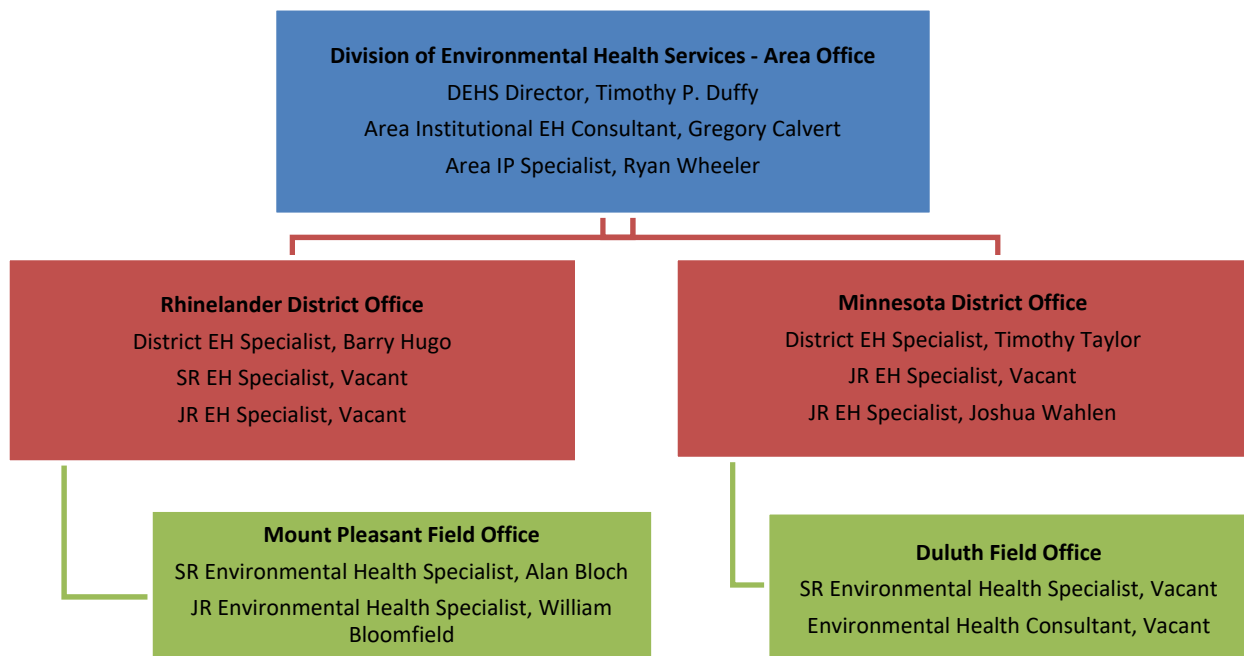 Division of Environmental Health Services - Area Office
DEHS Director, Timothy P. Duffy
Area Institutional EH Consultant, Gregory Calvert
Area IP Specialist, Ryan Wheeler
Rhinelander District Office
District EH Specialist, Barry Hugo
SR EH Specialist, Vacant
JR EH Specialist, Vacant
Minnesota District Office
District EH Specialist, Timothy Taylor
JR EH Specialist, Vacant
JR EH Specialist, Joshua Wahlen
Mount Pleasant Field Office
SR Environmental Health Specialist, Alan Bloch
JR Environmental Health Specialist, William
Bloomfield
Duluth Field Office
SR Environmental Health Specialist, Vacant
Environmental Health Consultant, Vacant